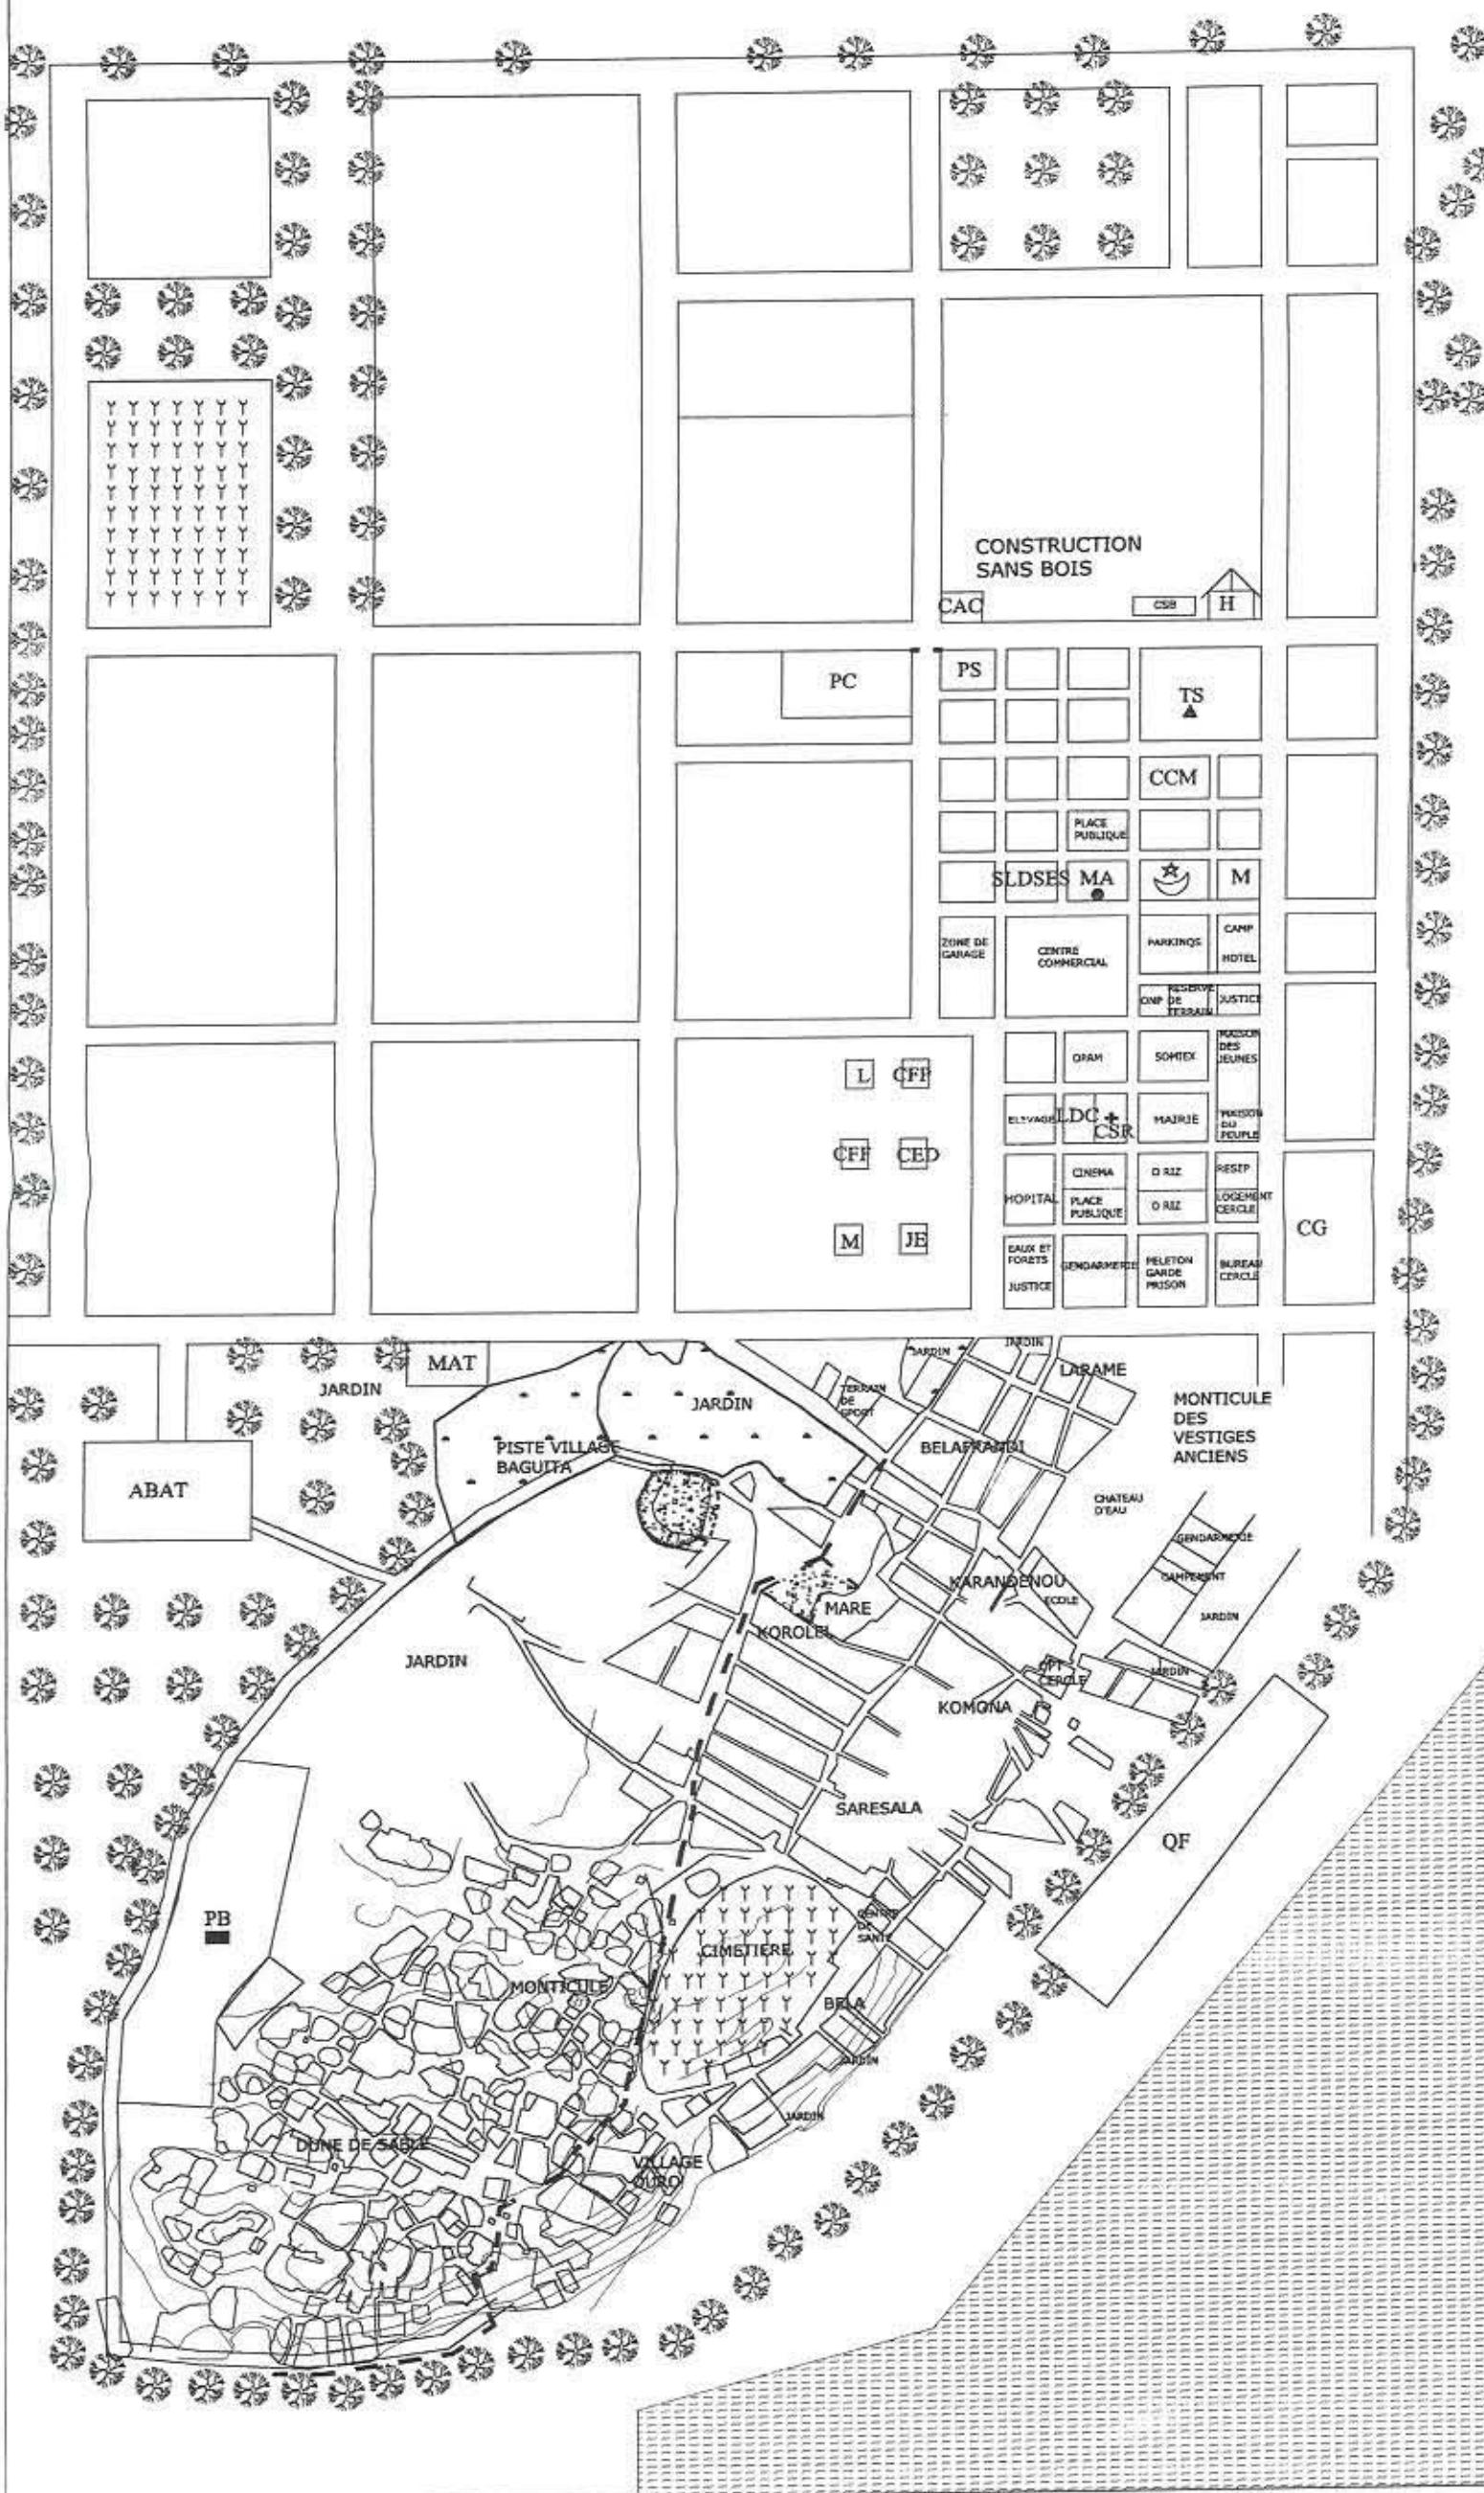 CONSTRUCTION
SANS BOIS
CAC
CSB
H
PC
PS
TS
CCM
PLACE
PUBLIQUE
SLDSES
MA
M
ZONE DE
GARAGE
CENTRE
COMMERCIAL
PARKINGS
CAMP
HOTEL
ONP
RESERVE
DE
TERRAIN
JUSTICE
L
CFP
OPAM
SOMIEX
MAISON
DES
JEUNES
ELEVAGE
LDC
CSR
MAIRIE
MAISON
DU
PEUPLE
CFF
CED
HOPITAL
CINEMA
PLACE
PUBLIQUE
O RIZ
O RIZ
RESIP
LOGEMENT
CERCLE
CG
M
JE
EAUX ET
FORETS
JUSTICE
GENDARMERIE
PELETON
GARDE
PRISON
BUREAU
CERCLE
MAT
JARDIN
JARDIN
JARDIN
JARDIN
LARAME
TERRAIN
DE
SPORT
MONTICULE
DES
VESTIGES
ANCIENS
PISTE VILLAGE
BAGUITA
BELAFRANDI
ABAT
CHATEAU
D'EAU
GENDARMERIE
CAMPEMENT
JARDIN
KARANDENOU
ECOLE
MARE
KOROLEL
JARDIN
CERCLE
JARDIN
KOMONA
SARESALA
QF
PB
CENTRE
DE
SANTE
CIMETIERE
MONTICULE
BELA
JARDIN
JARDIN
DUNE DE SABLE
VILLAGE
OURO